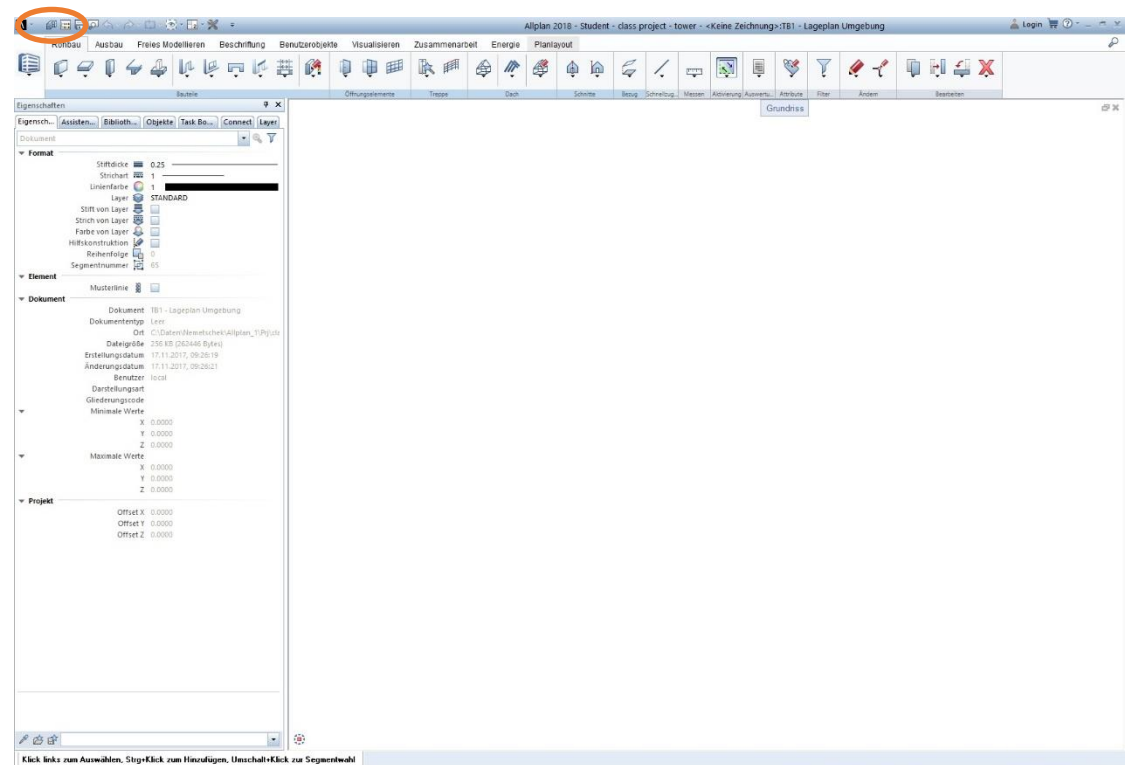 Allplan 2018 - Student - class project - tower - <Keine Zeichnung>:TB1 - Lageplan Umgebung
Login
Rohbau Ausbau Freies Modellieren Beschriftung Benutzerobjekte Visualisieren Zusammenarbeit Energie Planlayout
Bauteile Öffnungselemente Treppe Dach Schnitte Bezug Schnellzug... Messen Aktivierung Auswertu... Attribute Filter Ändern Bearbeiten
Eigenschaften
Grundriss
Eigensch... Assisten... Biblioth... Objekte Task Bo... Connect Layer
Dokument
Format
Stiftdicke 0.25
Strichart 1
Linienfarbe 1
Layer STANDARD
Stift von Layer
Strich von Layer
Farbe von Layer
Hilfskonstruktion
Reihenfolge 0
Segmentnummer 65
Element
Musterlinie
Dokument
Dokument TB1 - Lageplan Umgebung
Dokumententyp Leer
Ort C:\Daten\Nemetschek\Allplan_1\Prj\cla
Dateigröße 256 KB (262446 Bytes)
Erstellungsdatum 17.11.2017, 09:26:19
Änderungsdatum 17.11.2017, 09:26:21
Benutzer local
Darstellungsart
Gliederungscode
Minimale Werte
X 0.0000
Y 0.0000
Z 0.0000
Maximale Werte
X 0.0000
Y 0.0000
Z 0.0000
Projekt
Offset X 0.0000
Offset Y 0.0000
Offset Z 0.0000
Klick links zum Auswählen, Strg+Klick zum Hinzufügen, Umschalt+Klick zur Segmentwahl